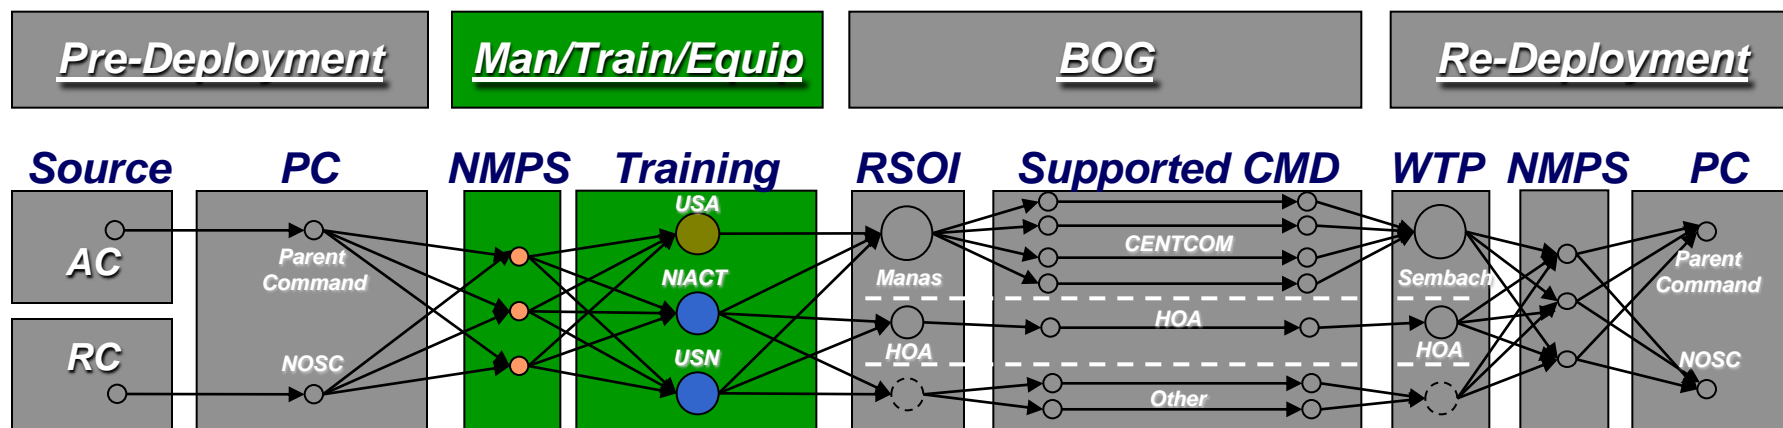 Pre-Deployment
Man/Train/Equip
BOG
Re-Deployment
Source
PC
NMPS
Training
RSOI
Supported CMD
WTP
NMPS
PC
AC
RC
Parent
Command
NOSC
USA
NIACT
USN
Manas
HOA
CENTCOM
HOA
Other
Sembach
HOA
Parent
Command
NOSC